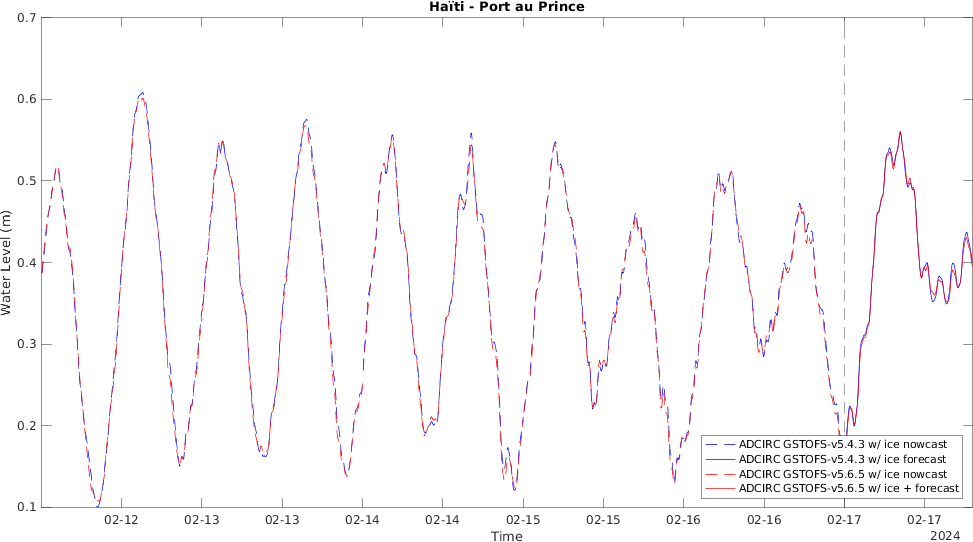 Haïti - Port au Prince
0.7
0.6
0.5
0.4
0.3
0.2
0.1
Water Level (m)
ADCIRC GSTOFS-v5.4.3 w/ ice nowcast
ADCIRC GSTOFS-v5.4.3 w/ ice forecast
ADCIRC GSTOFS-v5.6.5 w/ ice nowcast
ADCIRC GSTOFS-v5.6.5 w/ ice + forecast
02-12 02-13 02-13 02-14 02-14 02-15 02-15 02-16 02-16 02-17 02-17
Time
2024